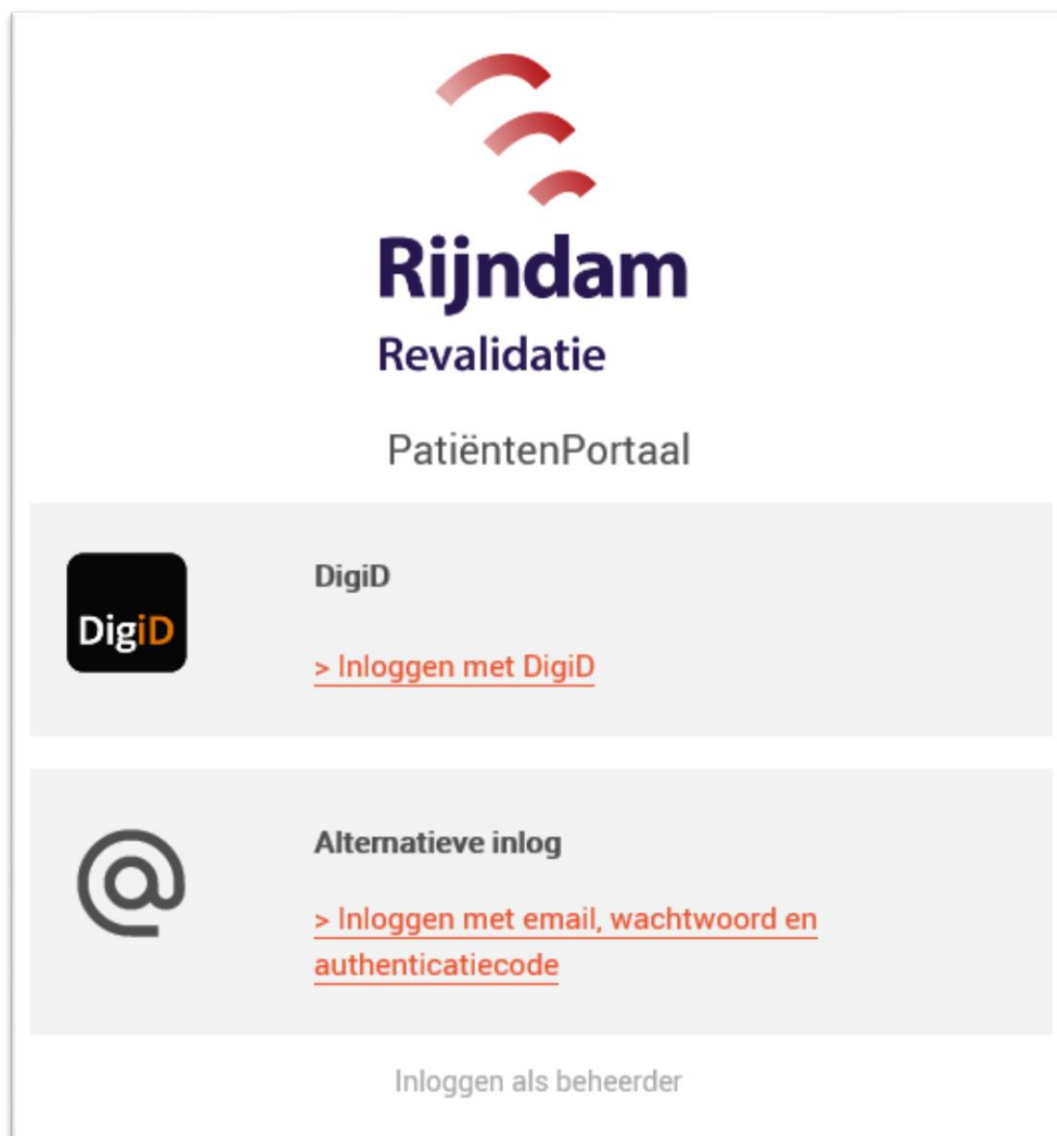 Rijndam
Revalidatie
PatiëntenPortaal
DigiD
DigiD
> Inloggen met DigiD
@
Alternatieve inlog
> Inloggen met email, wachtwoord en
authenticatiecode
Inloggen als beheerder